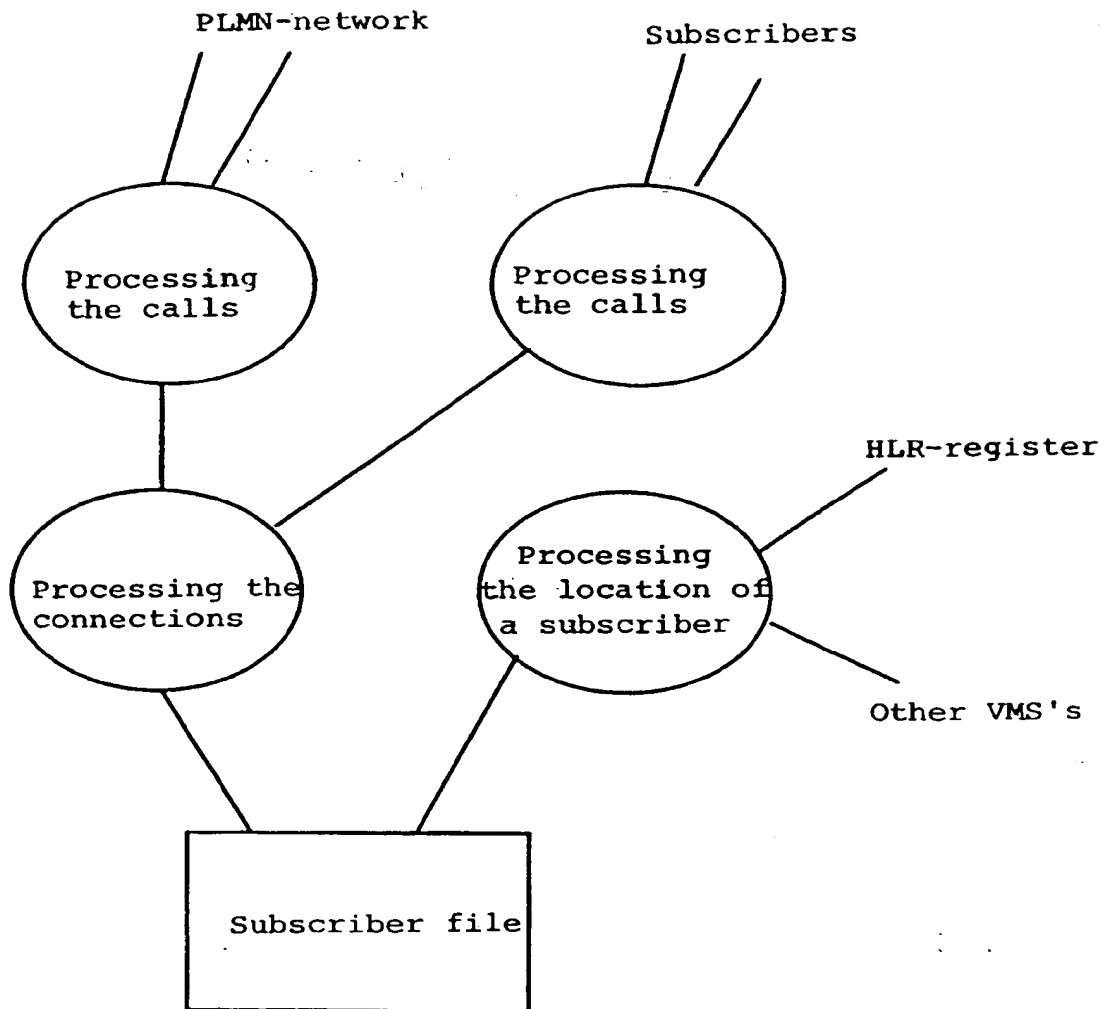 PLMN-network
Subscribers
Processing
the calls
Processing
the calls
HLR-register
Processing the
connections
Processing
the location of
a subscriber
Other VMS's
Subscriber file